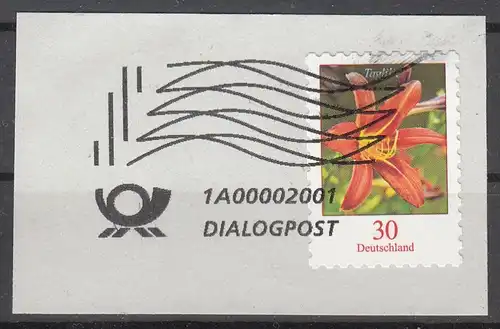 Taglilie
30
Deutschland
1A00002001
DIALOGPOST